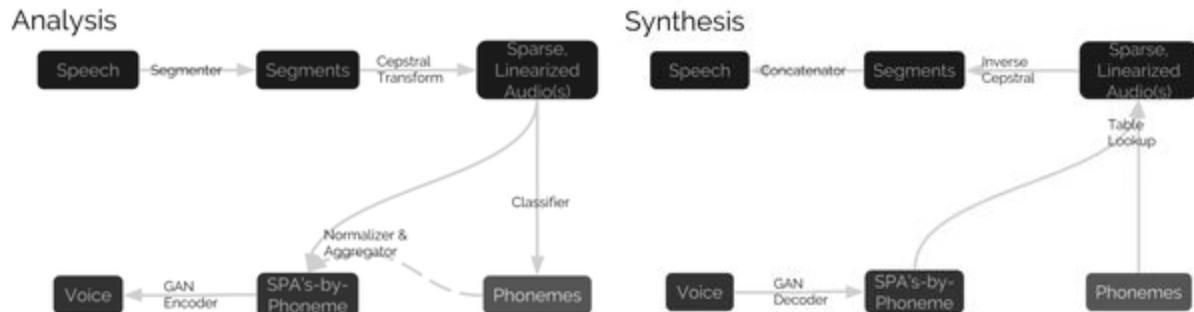 Analysis
Speech
Segmenter
Segments
Cepstral
Transform
Sparse,
Linearized
Audio(s)
Classifier
Normalizer &
Aggregator
Voice
GAN
Encoder
SPA's-by-
Phoneme
Phonemes
Synthesis
Speech
Concatenator
Segments
Inverse
Cepstral
Sparse,
Linearized
Audio(s)
Table
Lookup
Voice
GAN
Decoder
SPA's-by-
Phoneme
Phonemes